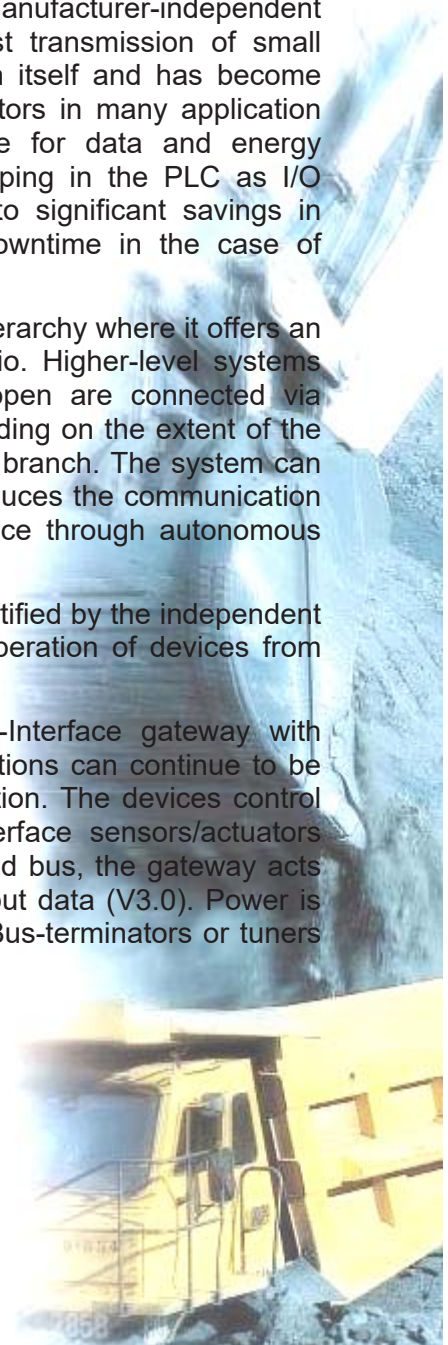 anufacturer-independent
st transmission of small
itself and has become
tors in many application
e for data and energy
ping in the PLC as I/O
to significant savings in
owntime in the case of
erarchy where it offers an
io. Higher-level systems
open are connected via
ding on the extent of the
branch. The system can
uces the communication
ce through autonomous
tified by the independent
peration of devices from
-Interface gateway with
tions can continue to be
tion. The devices control
erface sensors/actuators
d bus, the gateway acts
out data (V3.0). Power is
Bus-terminators or tuners
2858